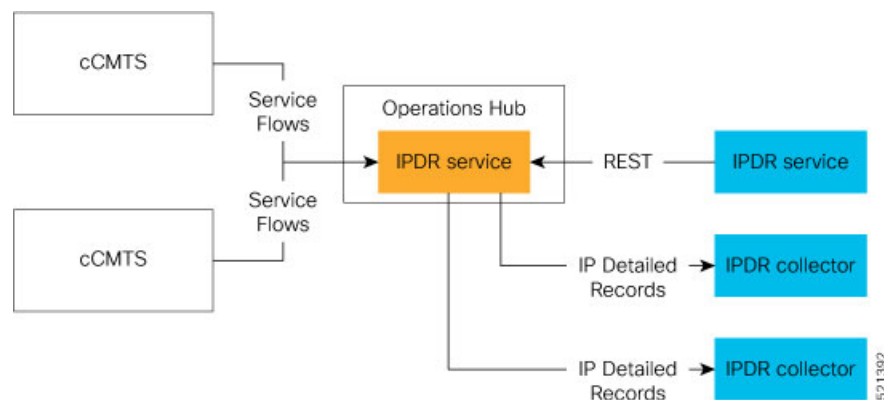 cCMTS
Service
Flows
Operations Hub
IPDR service
REST
IPDR service
Service
Flows
cCMTS
IP Detailed
Records
IPDR collector
IP Detailed
Records
IPDR collector
521392